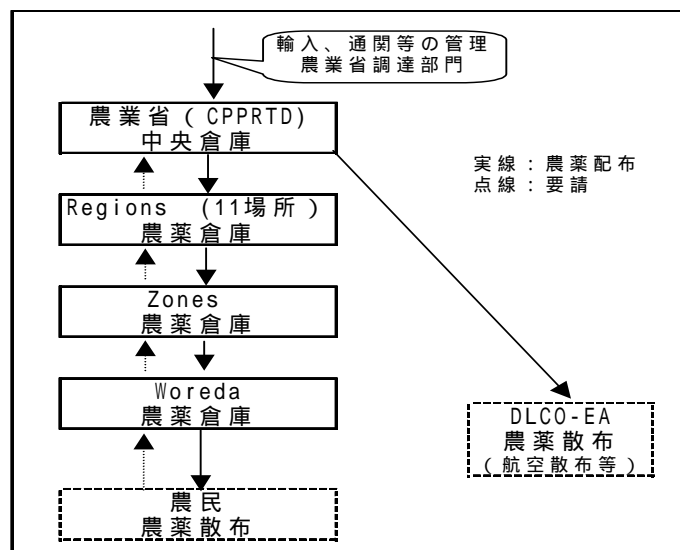 輸入、通関等の管理
農業省調達部門
農業省（CPPRTD)
中央倉庫
実線：農薬配布
点線：要請
Regions (11場所）
農薬倉庫
Zones
農薬倉庫
Woreda
農薬倉庫
DLCO-EA
農薬散布
（航空散布等）
農民
農薬散布